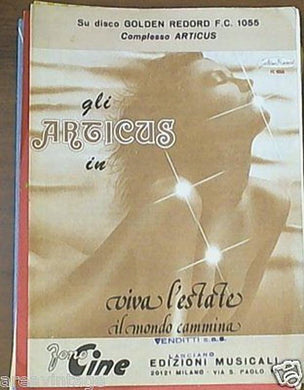 Su disco GOLDEN REDORD F.C. 1055
Complesso ARTICUS
gli
ARTICUS
in
viva l'estate
il mondo cammina
VENDITTI s.n.c.
LANCIANO
Fono Cine
EDIZIONI MUSICALI
20121 MILANO - VIA S. PAOLO